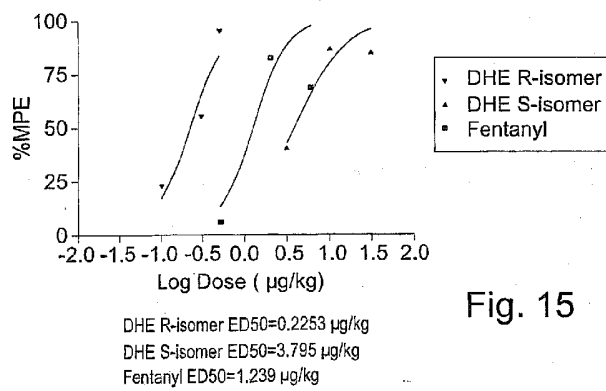 100
75
50
25
0
%MPE
-2.0 -1.5 -1.0 -0.5 0.0 0.5 1.0 1.5 2.0
Log Dose ( µg/kg)
DHE R-isomer
DHE S-isomer
Fentanyl
DHE R-isomer ED50=0.2253 µg/kg
DHE S-isomer ED50=3.795 µg/kg
Fentanyl ED50=1.239 µg/kg
Fig. 15